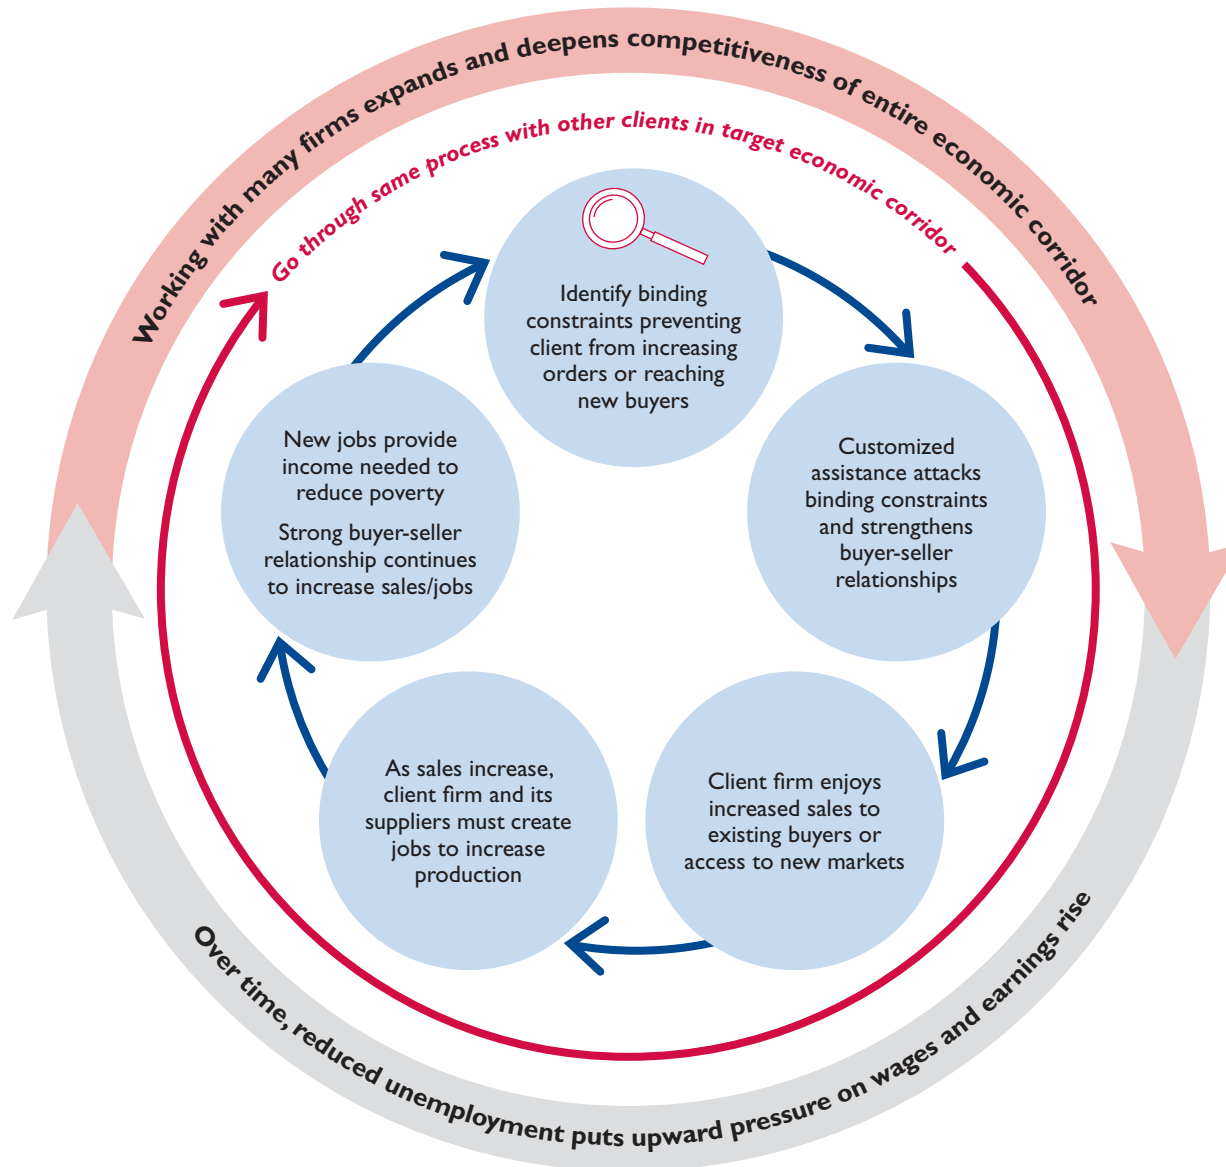 Working with many firms expands and deepens competitiveness of entire economic corridor
Go through same process with other clients in target economic corridor
Identify binding
constraints preventing
client from increasing
orders or reaching
new buyers
Customized
assistance attacks
binding constraints
and strengthens
buyer-seller
relationships
Client firm enjoys
increased sales to
existing buyers or
access to new markets
As sales increase,
client firm and its
suppliers must create
jobs to increase
production
New jobs provide
income needed to
reduce poverty
Strong buyer-seller
relationship continues
to increase sales/jobs
Over time, reduced unemployment puts upward pressure on wages and earnings rise